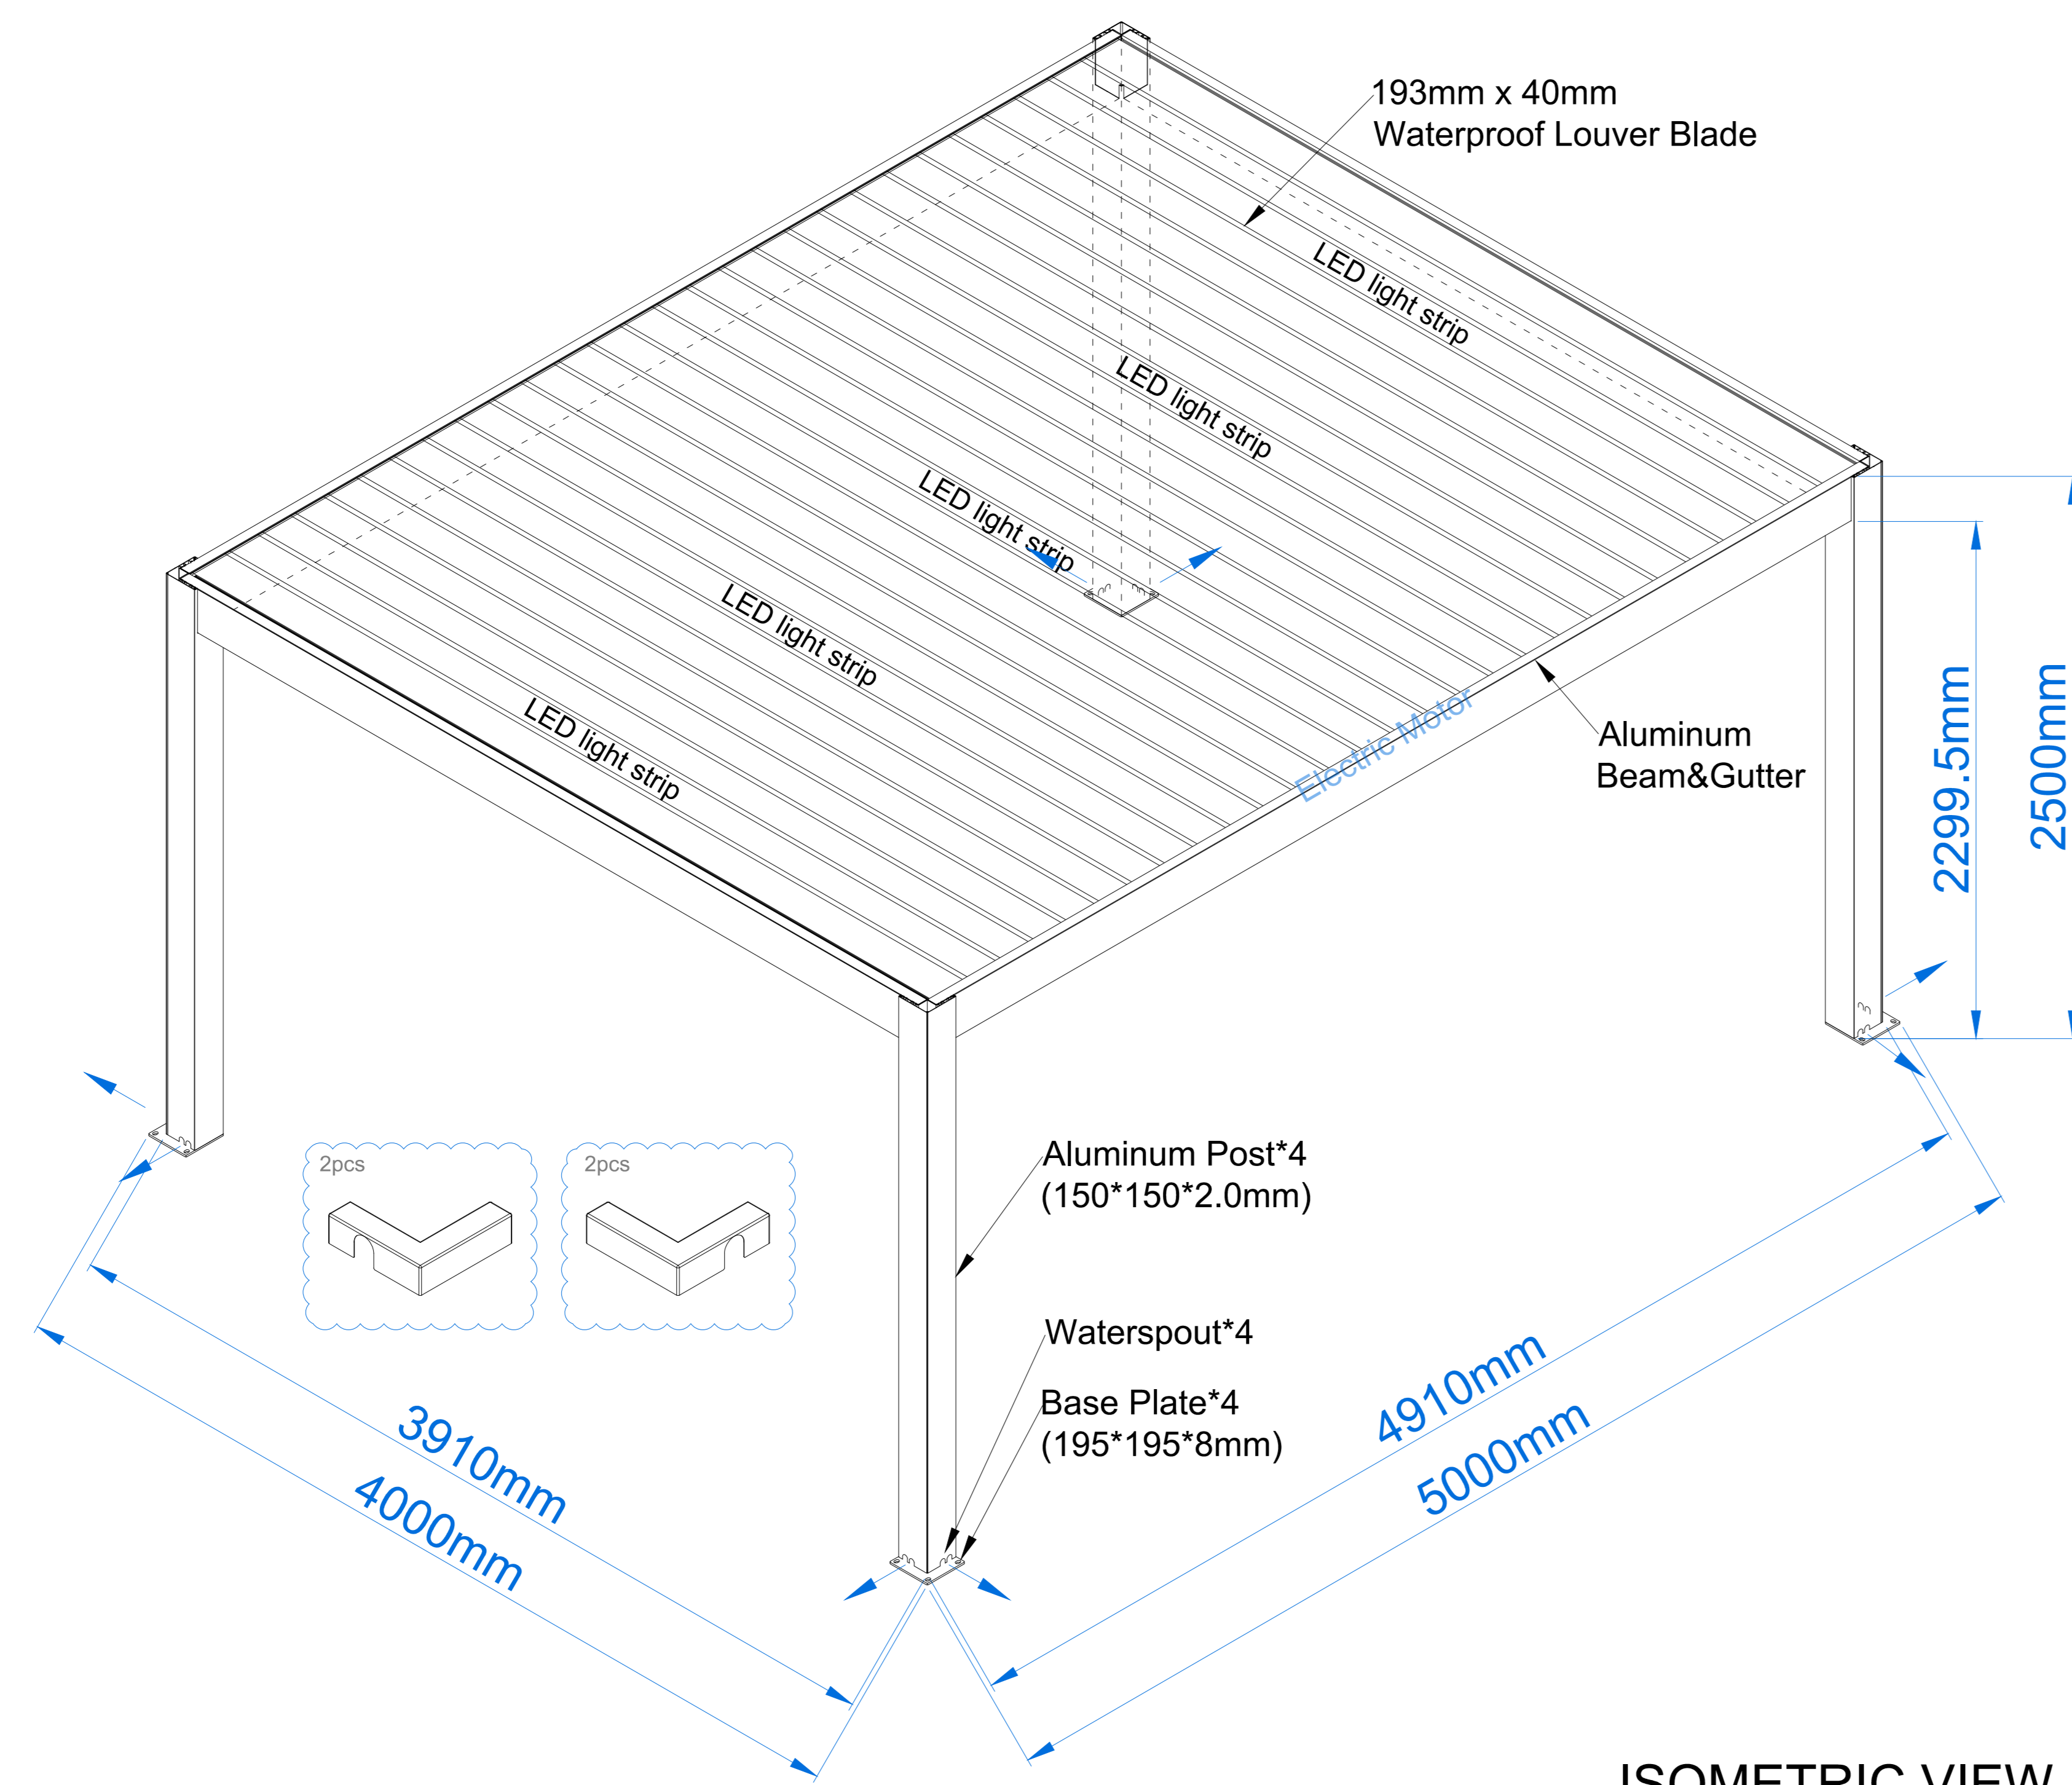 193mm x 40mm
Waterproof Louver Blade
LED light strip
LED light strip
LED light strip
LED light strip
LED light strip
Electric Motor
Aluminum
Beam&Gutter
2299.5mm
2500mm
2pcs
2pcs
Aluminum Post*4
(150*150*2.0mm)
Waterspout*4
Base Plate*4
(195*195*8mm)
3910mm
4000mm
4910mm
5000mm
ISOMETRIC VIEW